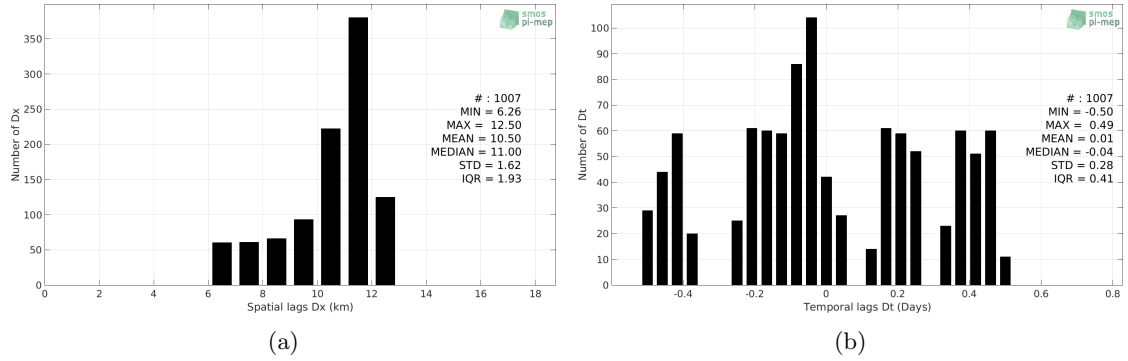 smos
pi-mep
350
300
250
200
150
100
50
0
Number of Dx
# : 1007
MIN = 6.26
MAX = 12.50
MEAN = 10.50
MEDIAN = 11.00
STD = 1.62
IQR = 1.93
0 2 4 6 8 10 12 14 16 18
Spatial lags Dx (km)
(a)
smos
pi-mep
100
90
80
70
60
50
40
30
20
10
0
Number of Dt
# : 1007
MIN = -0.50
MAX = 0.49
MEAN = 0.01
MEDIAN = -0.04
STD = 0.28
IQR = 0.41
-0.4 -0.2 0 0.2 0.4 0.6 0.8
Temporal lags Dt (Days)
(b)